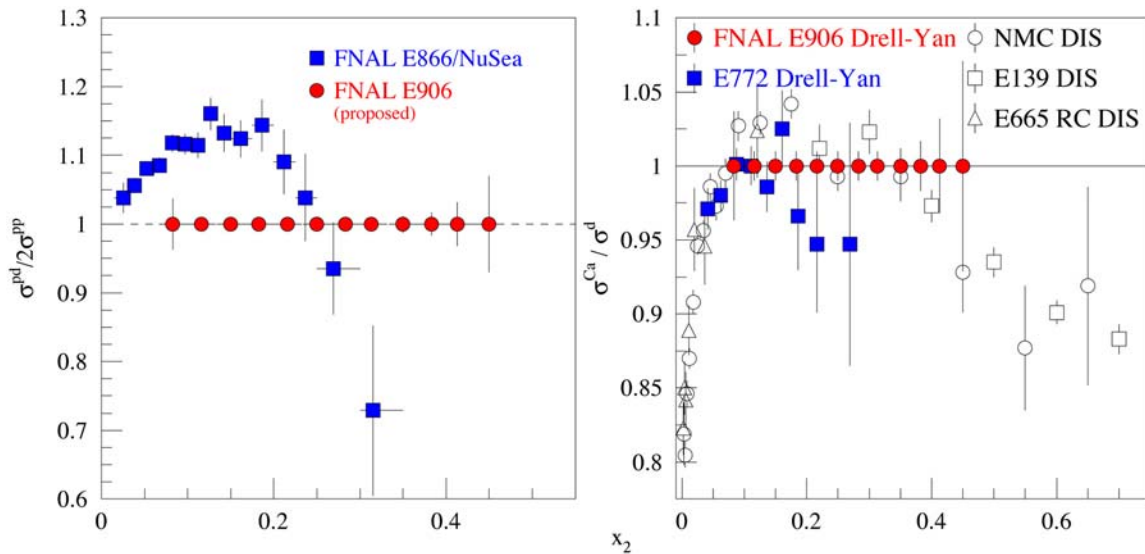 1.3
1.2
1.1
1
0.9
0.8
0.7
0.6
σᵖᵈ/2σᵖᵖ
FNAL E866/NuSea
FNAL E906
(proposed)
0
0.2
0.4
1.1
1.05
1
0.95
0.9
0.85
0.8
σᶜᵃ / σᵈ
FNAL E906 Drell-Yan
E772 Drell-Yan
NMC DIS
E139 DIS
E665 RC DIS
0
0.2
0.4
0.6
x₂